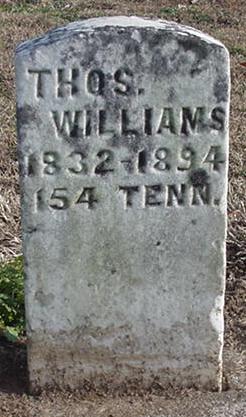 THOS.
WILLIAMS
1832-1894
154 TENN.